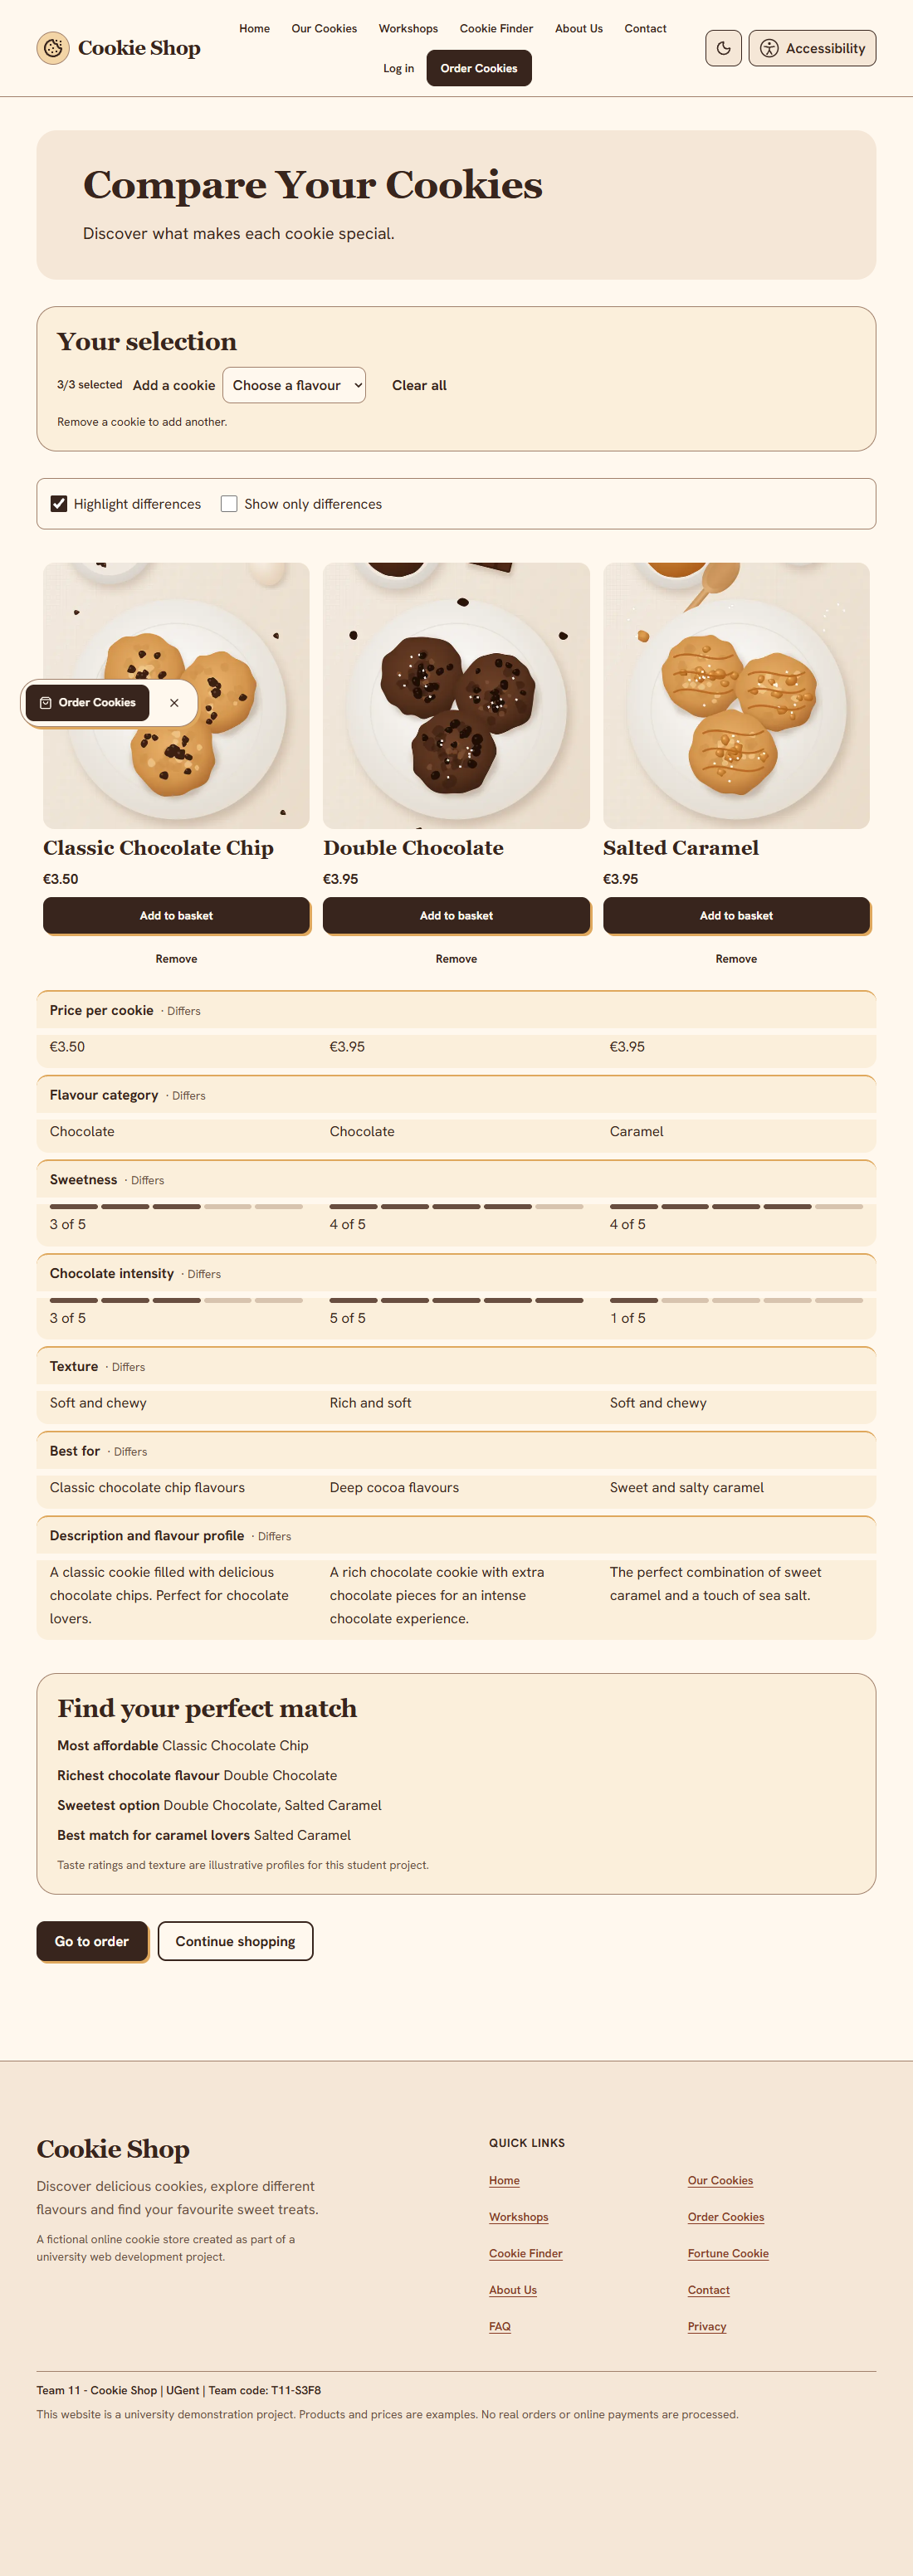 Cookie Shop
Home Our Cookies Workshops Cookie Finder About Us Contact
Log in Order Cookies
Accessibility
Compare Your Cookies
Discover what makes each cookie special.
Your selection
3/3 selected Add a cookie Choose a flavour Clear all
Remove a cookie to add another.
Highlight differences Show only differences
Order Cookies
Classic Chocolate Chip Double Chocolate Salted Caramel
€3.50 €3.95 €3.95
Add to basket Add to basket Add to basket
Remove Remove Remove
Price per cookie · Differs
€3.50 €3.95 €3.95
Flavour category · Differs
Chocolate Chocolate Caramel
Sweetness · Differs
3 of 5 4 of 5 4 of 5
Chocolate intensity · Differs
3 of 5 5 of 5 1 of 5
Texture · Differs
Soft and chewy Rich and soft Soft and chewy
Best for · Differs
Classic chocolate chip flavours Deep cocoa flavours Sweet and salty caramel
Description and flavour profile · Differs
A classic cookie filled with delicious
chocolate chips. Perfect for chocolate
lovers.
A rich chocolate cookie with extra
chocolate pieces for an intense
chocolate experience.
The perfect combination of sweet
caramel and a touch of sea salt.
Find your perfect match
Most affordable Classic Chocolate Chip
Richest chocolate flavour Double Chocolate
Sweetest option Double Chocolate, Salted Caramel
Best match for caramel lovers Salted Caramel
Taste ratings and texture are illustrative profiles for this student project.
Go to order Continue shopping
Cookie Shop
Discover delicious cookies, explore different
flavours and find your favourite sweet treats.
A fictional online cookie store created as part of a
university web development project.
QUICK LINKS
Home Our Cookies
Workshops Order Cookies
Cookie Finder Fortune Cookie
About Us Contact
FAQ Privacy
Team 11 - Cookie Shop | UGent | Team code: T11-S3F8
This website is a university demonstration project. Products and prices are examples. No real orders or online payments are processed.